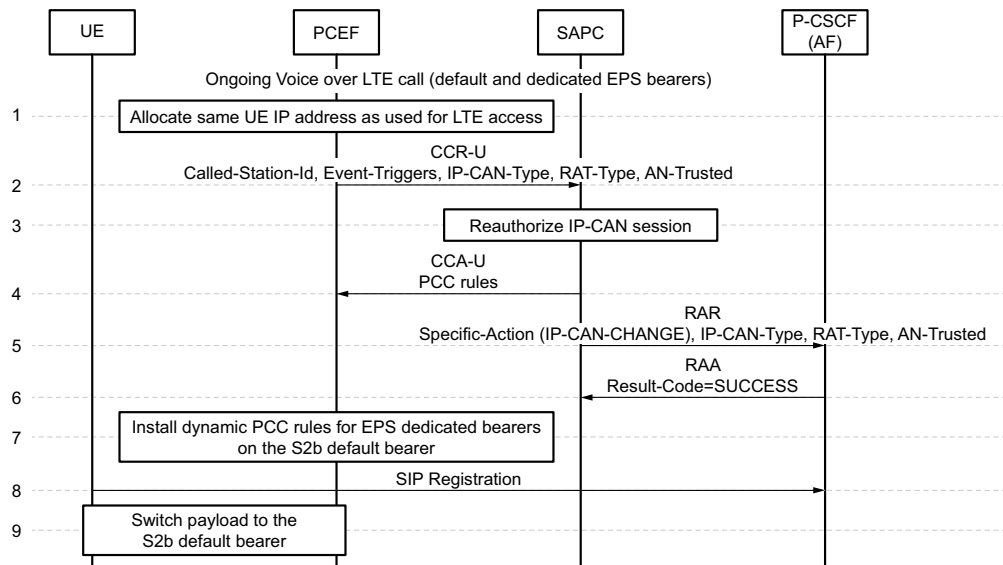 UE
PCEF
SAPC
P-CSCF
(AF)
Ongoing Voice over LTE call (default and dedicated EPS bearers)
1
Allocate same UE IP address as used for LTE access
CCR-U
2
Called-Station-Id, Event-Triggers, IP-CAN-Type, RAT-Type, AN-Trusted
3
Reauthorize IP-CAN session
CCA-U
PCC rules
4
RAR
Specific-Action (IP-CAN-CHANGE), IP-CAN-Type, RAT-Type, AN-Trusted
5
RAA
Result-Code=SUCCESS
6
Install dynamic PCC rules for EPS dedicated bearers
on the S2b default bearer
7
SIP Registration
8
Switch payload to the
S2b default bearer
9